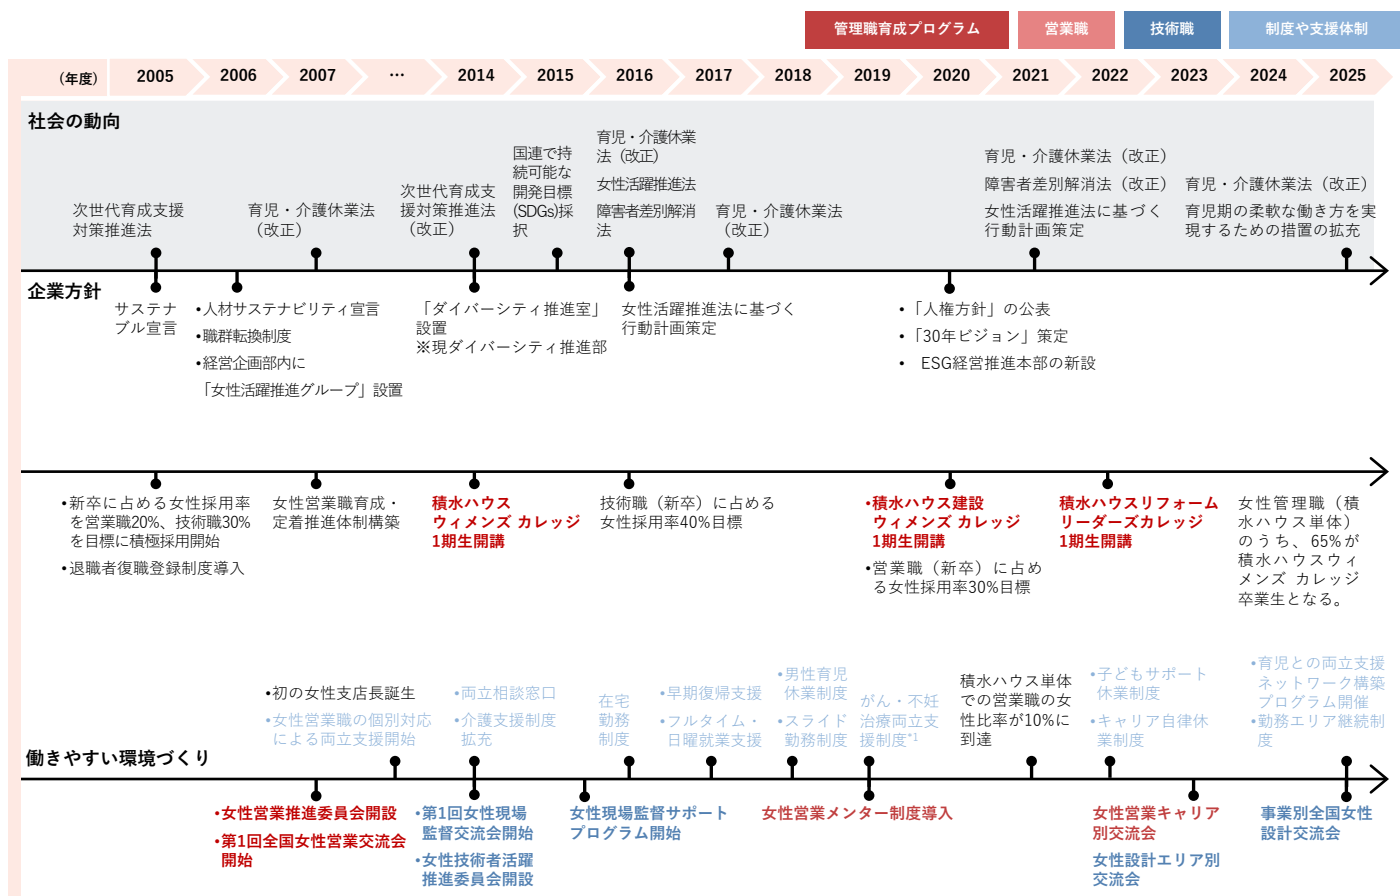 管理職育成プログラム
営業職
技術職
制度や支援体制
（年度）
2005
2006
2007
…
2014
2015
2016
2017
2018
2019
2020
2021
2022
2023
2024
2025
社会の動向
次世代育成支援
対策推進法
育児・介護休業法
（改正）
次世代育成支
援対策推進法
（改正）
国連で持
続可能な
開発目標
(SDGs)採
択
育児・介護休業
法（改正）
女性活躍推進法
障害者差別解消
法
育児・介護休業法
（改正）
育児・介護休業法（改正）
障害者差別解消法（改正）
女性活躍推進法に基づく
行動計画策定
育児・介護休業法（改正）
育児期の柔軟な働き方を実
現するための措置の拡充
企業方針
サステナ
ブル宣言
•人材サステナビリティ宣言
•職群転換制度
•経営企画部内に
「女性活躍推進グループ」設置
「ダイバーシティ推進室」
設置
※現ダイバーシティ推進部
女性活躍推進法に基づく
行動計画策定
•「人権方針」の公表
•「30年ビジョン」策定
• ESG経営推進本部の新設
•新卒に占める女性採用率
を営業職20%、技術職30%
を目標に積極採用開始
•退職者復職登録制度導入
女性営業職育成・
定着推進体制構築
積水ハウス
ウィメンズ カレッジ
1期生開講
技術職（新卒）に占める
女性採用率40%目標
•積水ハウス建設
ウィメンズ カレッジ
1期生開講
•営業職（新卒）に占め
る女性採用率30%目標
積水ハウスリフォーム
リーダーズカレッジ
1期生開講
女性管理職（積
水ハウス単体）
のうち、65%が
積水ハウスウィ
メンズ カレッジ
卒業生となる。
•初の女性支店長誕生
•女性営業職の個別対応
による両立支援開始
•両立相談窓口
•介護支援制度
拡充
在宅
勤務
制度
•早期復帰支援
•フルタイム・
日曜就業支援
•男性育児
休業制度
•スライド
勤務制度
がん・不妊
治療両立支
援制度*1
積水ハウス単体
での営業職の女
性比率が10%に
到達
•子どもサポート
休業制度
•キャリア自律休
業制度
•育児との両立支援
ネットワーク構築
プログラム開催
•勤務エリア継続制
度
働きやすい環境づくり
•女性営業推進委員会開設
•第1回全国女性営業交流会
開始
•第1回女性現場
監督交流会開始
•女性技術者活躍
推進委員会開設
女性現場監督サポート
プログラム開始
女性営業メンター制度導入
女性営業キャリア
別交流会
女性設計エリア別
交流会
事業別全国女性
設計交流会